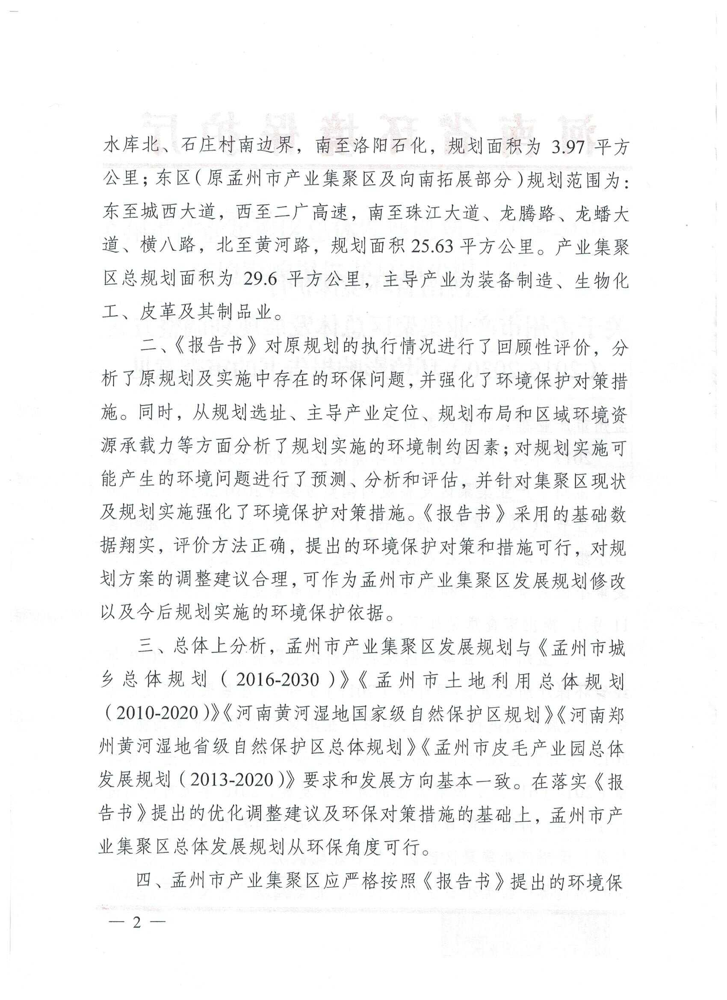 水库北、石庄村南边界，南至洛阳石化，规划面积为 3.97 平方
公里；东区（原孟州市产业集聚区及向南拓展部分）规划范围为：
东至城西大道，西至二广高速，南至珠江大道、龙腾路、龙蟠大
道、横八路，北至黄河路，规划面积 25.63 平方公里。产业集聚
区总规划面积为 29.6 平方公里，主导产业为装备制造、生物化
工、皮革及其制品业。
二、《报告书》对原规划的执行情况进行了回顾性评价，分
析了原规划及实施中存在的环保问题，并强化了环境保护对策措
施。同时，从规划选址、主导产业定位、规划布局和区域环境资
源承载力等方面分析了规划实施的环境制约因素；对规划实施可
能产生的环境问题进行了预测、分析和评估，并针对集聚区现状
及规划实施强化了环境保护对策措施。《报告书》采用的基础数
据翔实，评价方法正确，提出的环境保护对策和措施可行，对规
划方案的调整建议合理，可作为孟州市产业集聚区发展规划修改
以及今后规划实施的环境保护依据。
三、总体上分析，孟州市产业集聚区发展规划与《孟州市城
乡总体规划（2016-2030）》《孟州市土地利用总体规划
（2010-2020）》《河南黄河湿地国家级自然保护区规划》《河南郑
州黄河湿地省级自然保护区总体规划》《孟州市皮毛产业园总体
发展规划（2013-2020）》要求和发展方向基本一致。在落实《报
告书》提出的优化调整建议及环保对策措施的基础上，孟州市产
业集聚区总体发展规划从环保角度可行。
四、孟州市产业集聚区应严格按照《报告书》提出的环境保
— 2 —